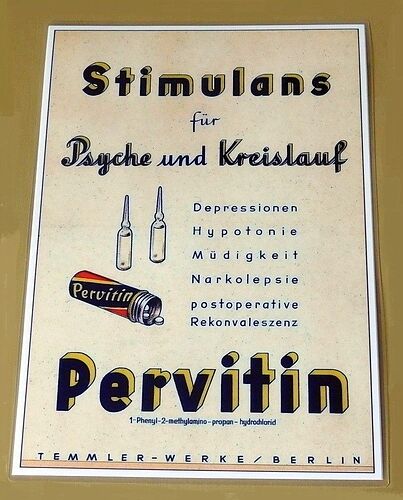 Stimulans
für
Psyche und Kreislauf
Depressionen
Hypotonie
Müdigkeit
Narkolepsie
postoperative
Rekonvaleszenz
Pervitin
Pervitin
1-Phenyl-2-methylamino-propan-hydrochlorid
TEMMLER-WERKE/BERLIN